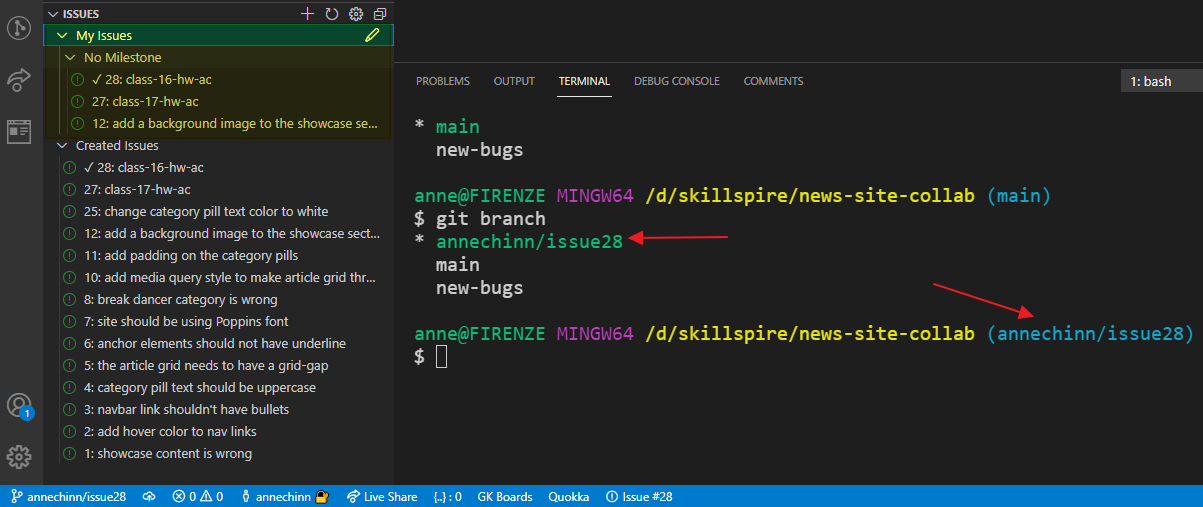 ISSUES
My Issues
No Milestone
✓ 28: class-16-hw-ac
27: class-17-hw-ac
12: add a background image to the showcase se...
Created Issues
✓ 28: class-16-hw-ac
27: class-17-hw-ac
25: change category pill text color to white
12: add a background image to the showcase sect...
11: add padding on the category pills
10: add media query style to make article grid thr...
8: break dancer category is wrong
7: site should be using Poppins font
6: anchor elements should not have underline
5: the article grid needs to have a grid-gap
4: category pill text should be uppercase
3: navbar link shouldn't have bullets
2: add hover color to nav links
1: showcase content is wrong
1
PROBLEMS OUTPUT TERMINAL DEBUG CONSOLE COMMENTS 1: bash
* main
new-bugs
anne@FIRENZE MINGW64 /d/skillspire/news-site-collab (main)
$ git branch
* annechinn/issue28
main
new-bugs
anne@FIRENZE MINGW64 /d/skillspire/news-site-collab (annechinn/issue28)
$
annechinn/issue28 0 0 annechinn Live Share {..} : 0 GK Boards Quokka Issue #28